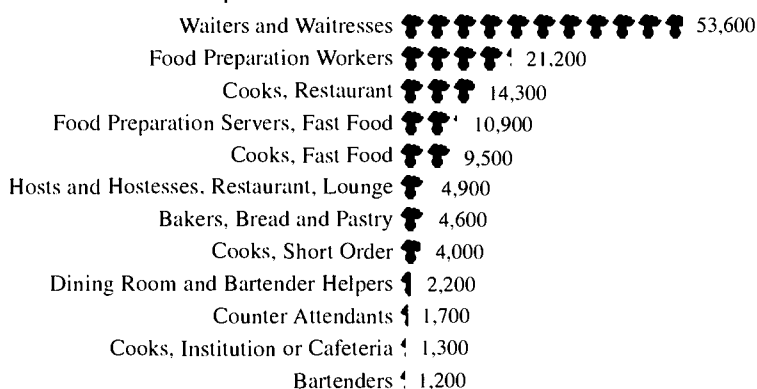 Waiters and Waitresses 53,600
Food Preparation Workers 21,200
Cooks, Restaurant 14,300
Food Preparation Servers, Fast Food 10,900
Cooks, Fast Food 9,500
Hosts and Hostesses, Restaurant, Lounge 4,900
Bakers, Bread and Pastry 4,600
Cooks, Short Order 4,000
Dining Room and Bartender Helpers 2,200
Counter Attendants 1,700
Cooks, Institution or Cafeteria 1,300
Bartenders 1,200